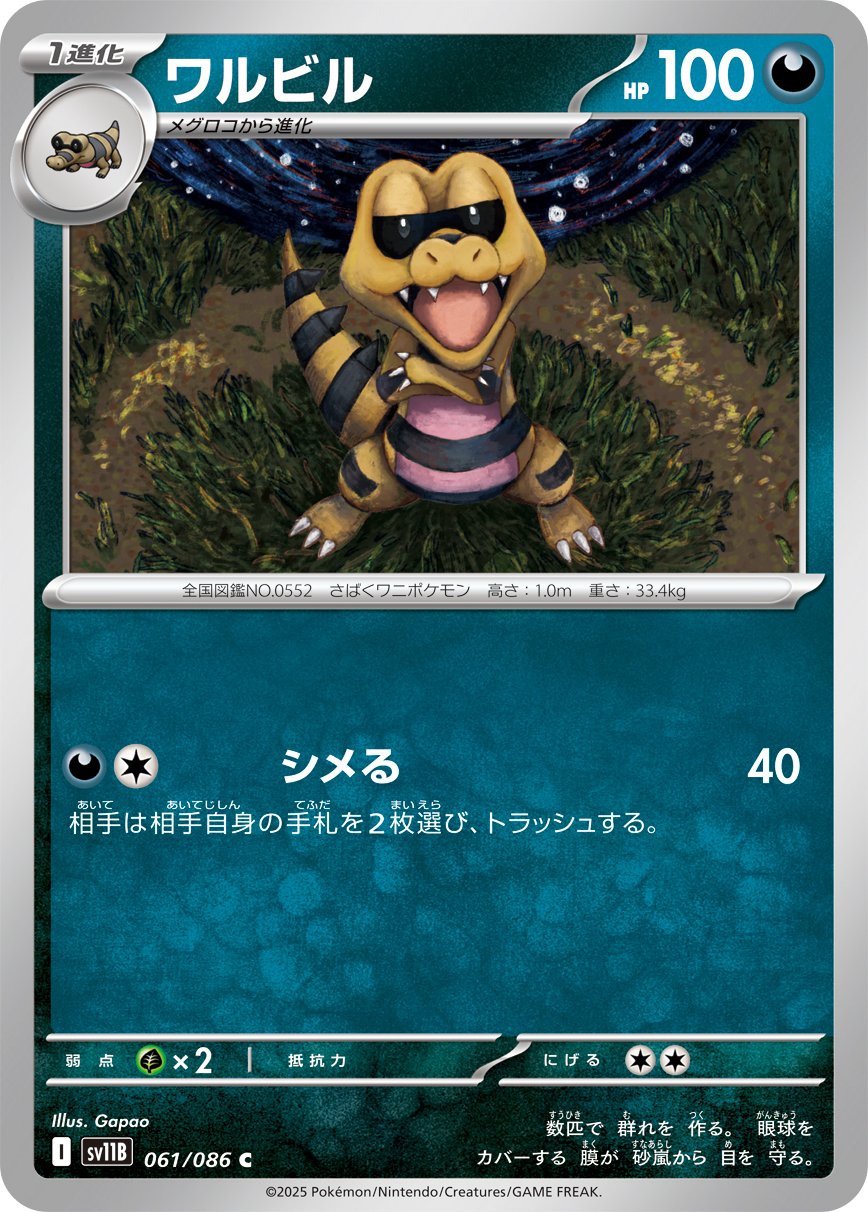 1進化
ワルビル
HP 100
メグロコから進化
全国図鑑NO.0552 さばくワニポケモン 高さ:1.0m 重さ:33.4kg
シメる 40
相手は相手自身の手札を2枚選び、トラッシュする。
弱点 ×2 抵抗力 にげる
Illus. Gapao
数匹で 群れを 作る。 眼球を
カバーする 膜が 砂嵐から 目を 守る。
I sv11B 061/086 C
©2025 Pokémon/Nintendo/Creatures/GAME FREAK.